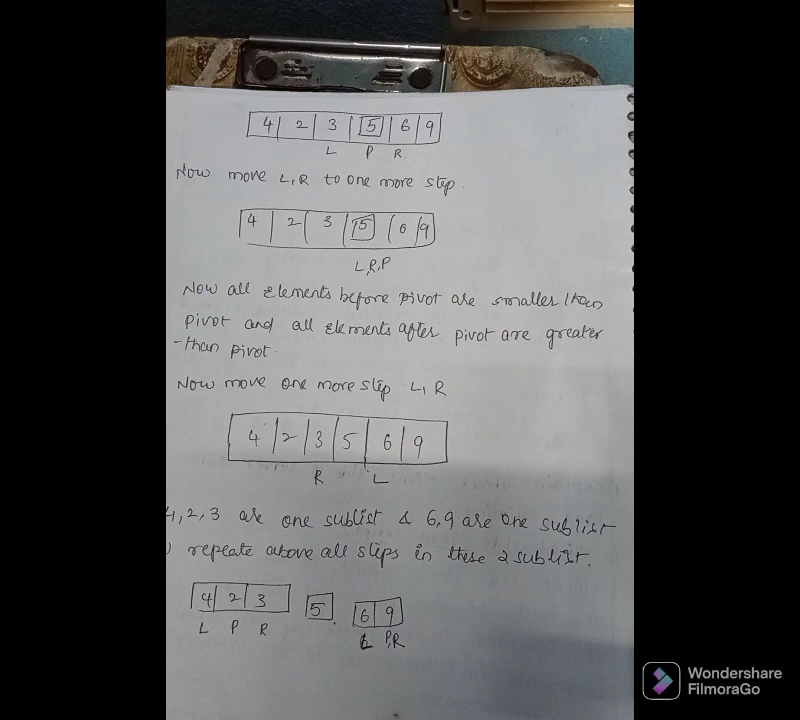 4 2 3 5 6 9
L P R.
Now move L,R to one more step.
4 2 3 5 6 9
L,R,P.
Now all Elements before pivot are smaller than
pivot and all Elements after pivot are greater
-than pivot.
Now move one more step L, R
4 2 3 5 6 9
R L
4,2,3 are one sublist & 6,9 are one sublist
) repeate above all steps in these 2 sublist.
4 2 3 5. 6 9
L P R L P,R
Wondershare
FilmoraGo